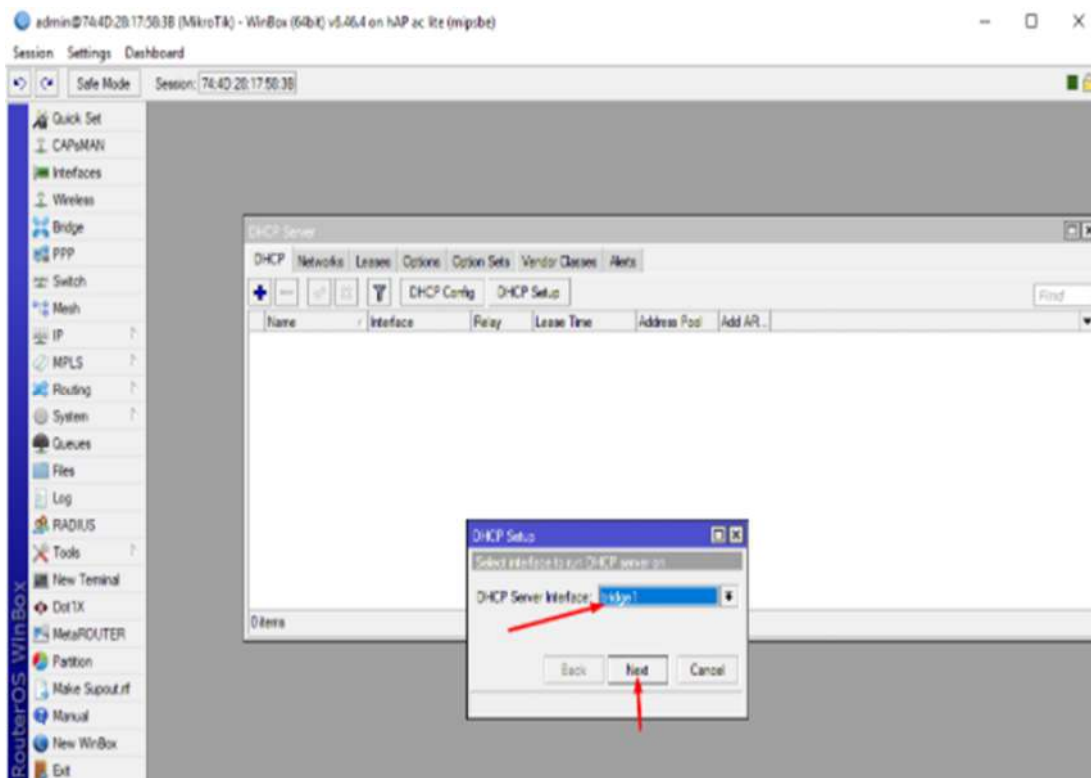 admin@74:4D:28:17:58:3B (MikroTik) - WinBox (64bit) v6.46.4 on hAP ac lite (mipsbe)
Session Settings Dashboard
Safe Mode Session: 74:4D:28:17:58:3B
Quick Set
CAPsMAN
Interfaces
Wireless
Bridge
PPP
Switch
Mesh
IP
MPLS
Routing
System
Queues
Files
Log
RADIUS
Tools
New Terminal
Dot1X
MetaROUTER
Partition
Make Supout.rif
Manual
New WinBox
Exit
RouterOS WinBox
DHCP Server
DHCP Networks Leases Options Option Sets Vendor Classes Alerts
DHCP Config DHCP Setup Find
Name Interface Relay Lease Time Address Pool Add AR...
0 items
DHCP Setup
Select interface to run DHCP server on
DHCP Server Interface: bridge1
Back Next Cancel